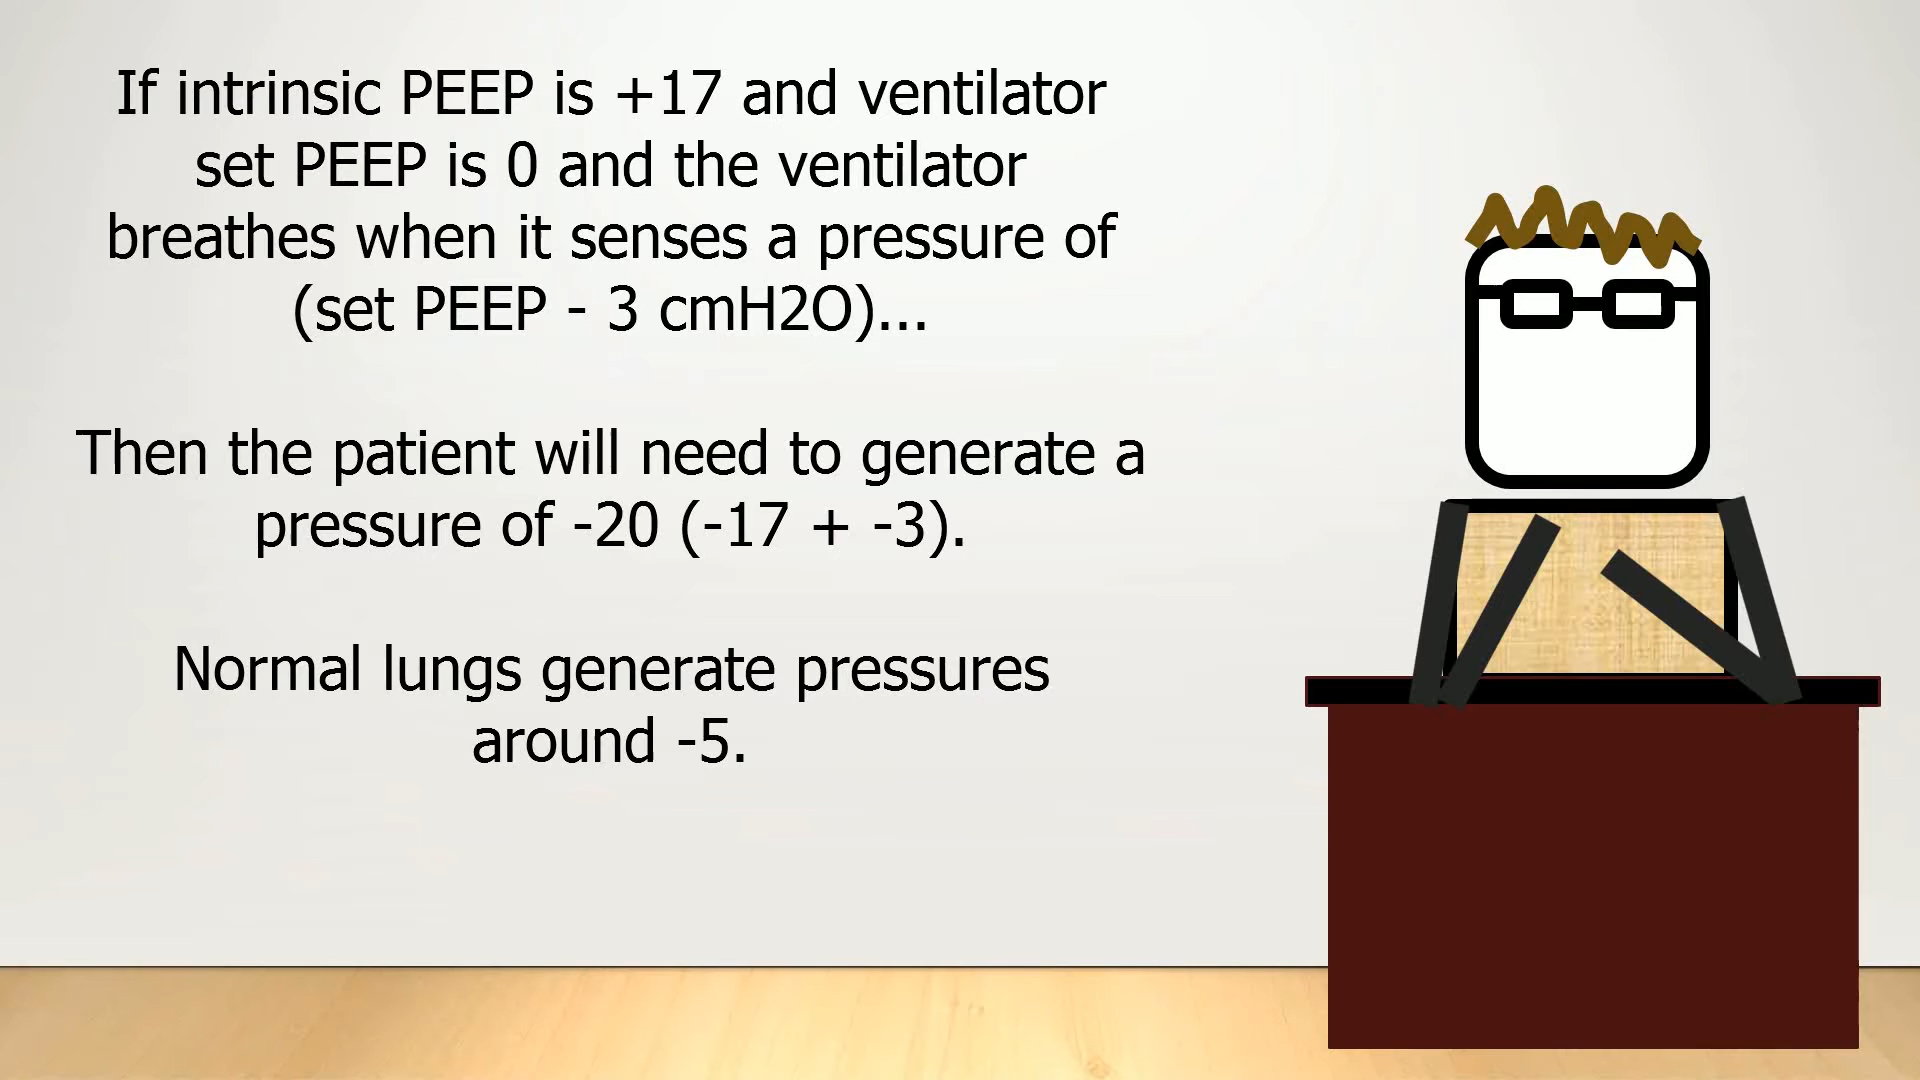 If intrinsic PEEP is +17 and ventilator
set PEEP is 0 and the ventilator
breathes when it senses a pressure of
(set PEEP - 3 cmH2O)...
Then the patient will need to generate a
pressure of -20 (-17 + -3).
Normal lungs generate pressures
around -5.